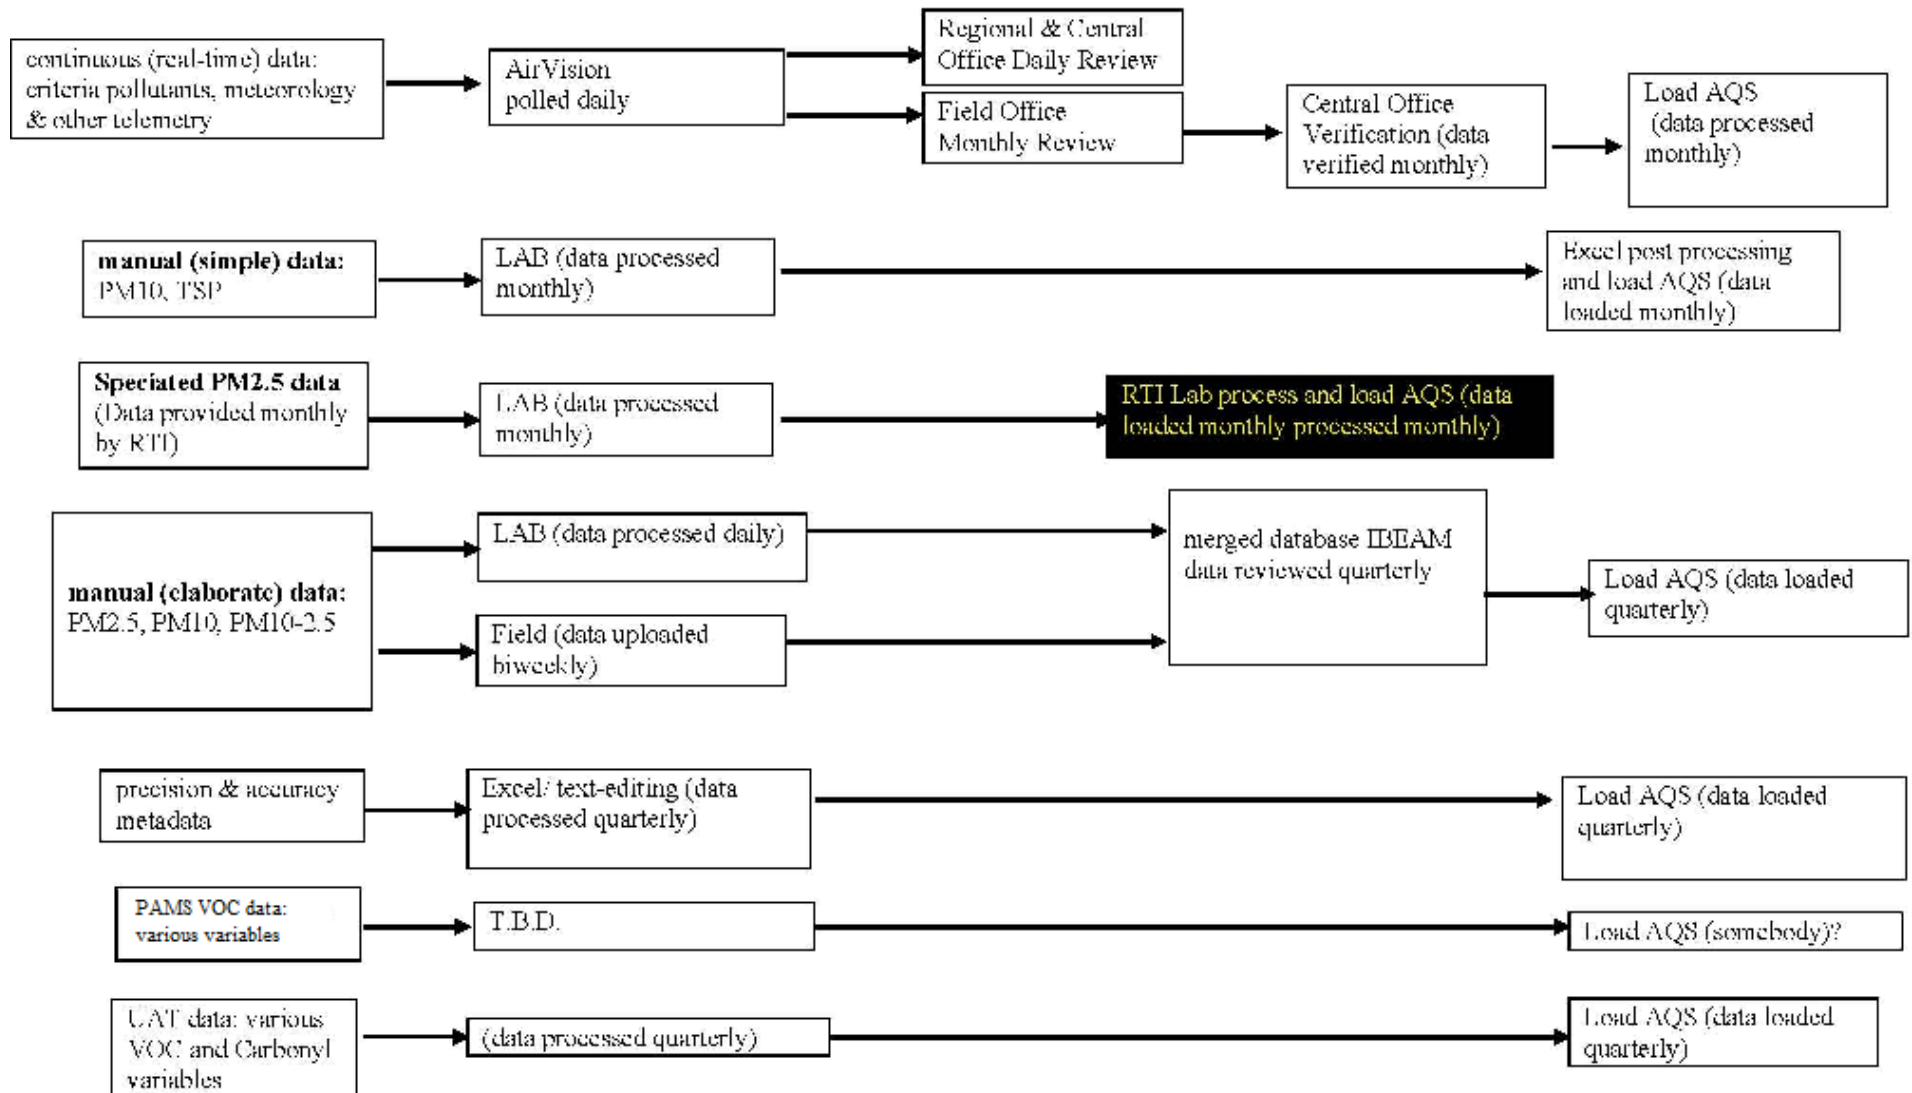 continuous (real-time) data:
criteria pollutants, meteorology
& other telemetry
AirVision
polled daily
Regional & Central
Office Daily Review
Field Office
Monthly Review
Central Office
Verification (data
verified monthly)
Load AQS
(data processed
monthly)
manual (simple) data:
PM10, TSP
LAB (data processed
monthly)
Excel post processing
and load AQS (data
loaded monthly)
Speciated PM2.5 data
(Data provided monthly
by RTI)
LAB (data processed
monthly)
RTI Lab process and load AQS (data
loaded monthly processed monthly)
manual (elaborate) data:
PM2.5, PM10, PM10-2.5
LAB (data processed daily)
Field (data uploaded
biweekly)
merged database IBEAM
data reviewed quarterly
Load AQS (data loaded
quarterly)
precision & accuracy
metadata
Excel/ text-editing (data
processed quarterly)
Load AQS (data loaded
quarterly)
PAMS VOC data:
various variables
T.B.D.
Load AQS (somebody)?
UAT data: various
VOC and Carbonyl
variables
(data processed quarterly)
Load AQS (data loaded
quarterly)